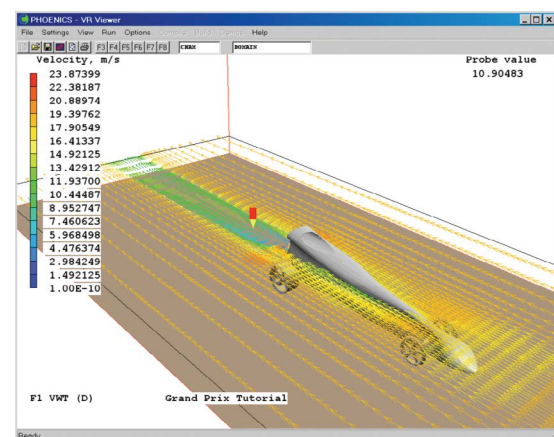 PHOENICS - VR Viewer
File Settings View Run Options Help
F3 F4 F5 F6 F7 F8 CHAM DOMAIN
Velocity, m/s
Probe value
23.87399
10.90483
22.38187
20.88974
19.39762
17.90549
16.41337
14.92125
13.42912
11.93700
10.44487
8.952747
7.460623
5.968498
4.476374
2.984249
1.492125
1.00E-10
F1 VWT (D) Grand Prix Tutorial
Ready